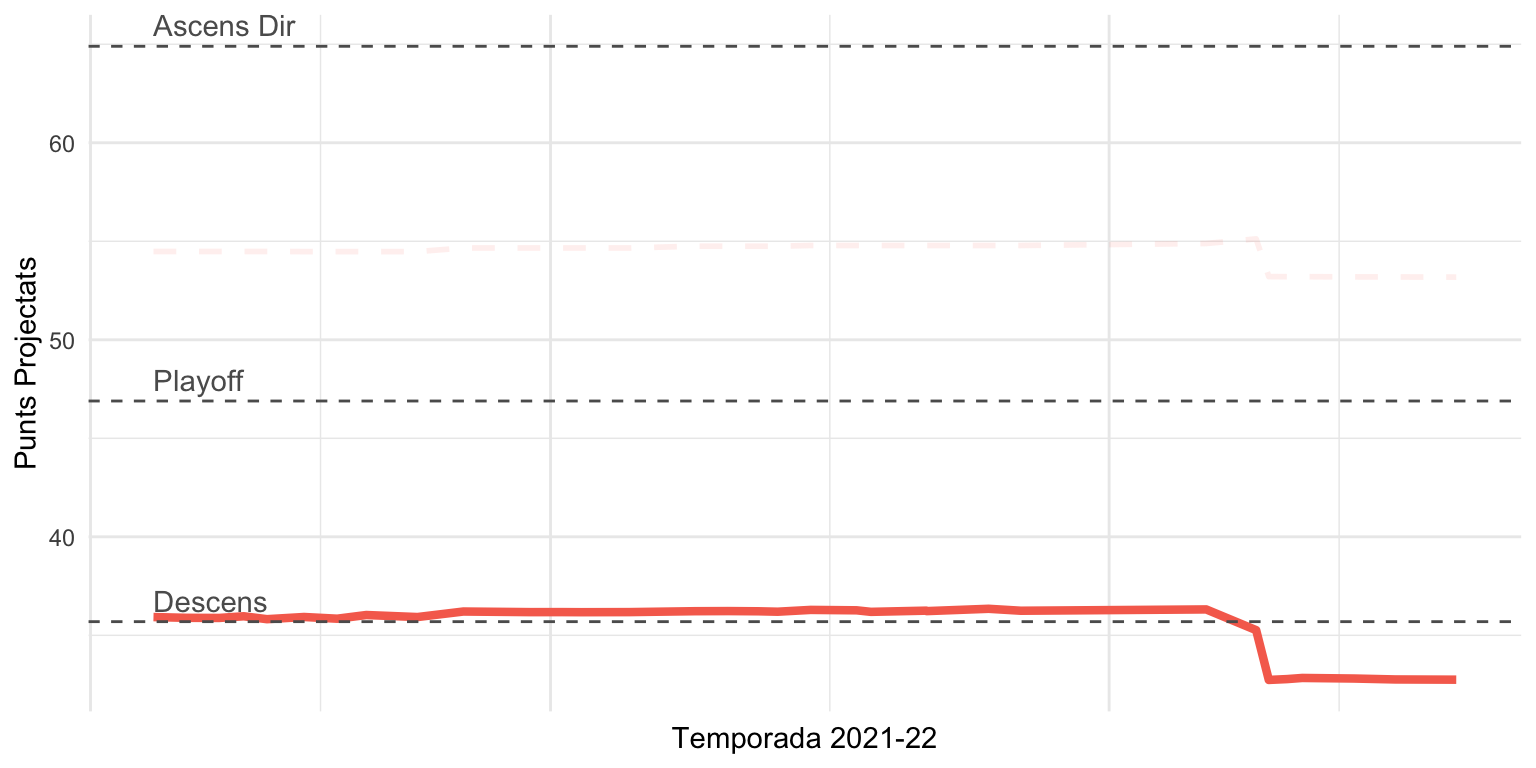 Ascens Dir
60
50
Playoff
40
Descens
Punts Projectats
Temporada 2021-22